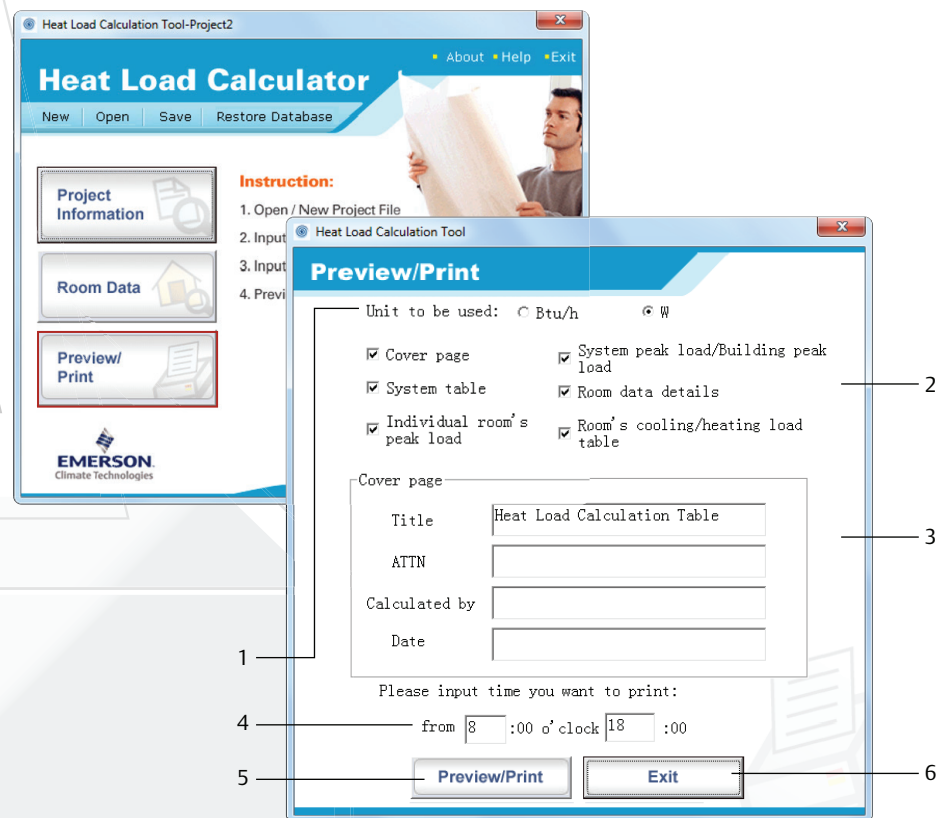 Heat Load Calculation Tool-Project2
About Help Exit
Heat Load Calculator
New Open Save Restore Database
Project
Information
Room Data
Preview/
Print
EMERSON.
Climate Technologies
Instruction:
1. Open / New Project File
2. Input
3. Input
4. Previ
Heat Load Calculation Tool
Preview/Print
Unit to be used: Btu/h W
Cover page
System peak load/Building peak
load
System table
Room data details
Individual room's
peak load
Room's cooling/heating load
table
Cover page
Title Heat Load Calculation Table
ATTN
Calculated by
Date
Please input time you want to print:
from 8 :00 o'clock 18 :00
Preview/Print Exit
1
2
3
4
5
6